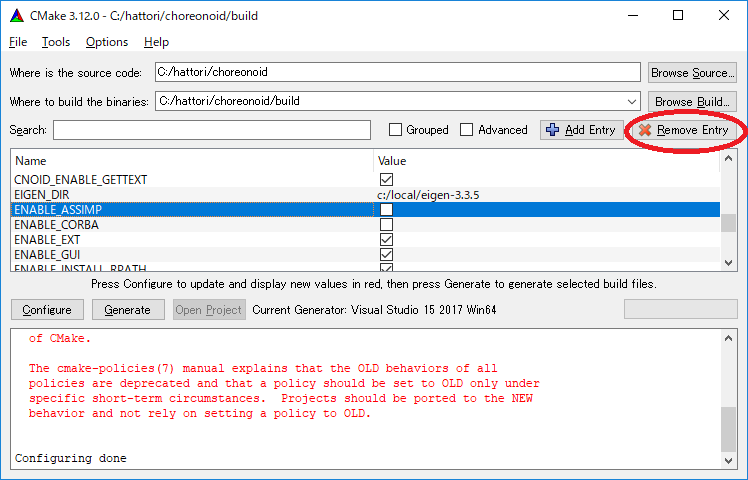 CMake 3.12.0 - C:/hattori/choreonoid/build
File Tools Options Help
Where is the source code: C:/hattori/choreonoid Browse Source...
Where to build the binaries: C:/hattori/choreonoid/build Browse Build...
Search: Grouped Advanced Add Entry Remove Entry
Name Value
CNOID_ENABLE_GETTEXT
EIGEN_DIR c:/local/eigen-3.3.5
ENABLE_ASSIMP
ENABLE_CORBA
ENABLE_EXT
ENABLE_GUI
ENABLE_INSTALL_RPATH
Press Configure to update and display new values in red, then press Generate to generate selected build files.
Configure Generate Open Project Current Generator: Visual Studio 15 2017 Win64
of CMake.
The cmake-policies(7) manual explains that the OLD behaviors of all
policies are deprecated and that a policy should be set to OLD only under
specific short-term circumstances.  Projects should be ported to the NEW
behavior and not rely on setting a policy to OLD.
Configuring done